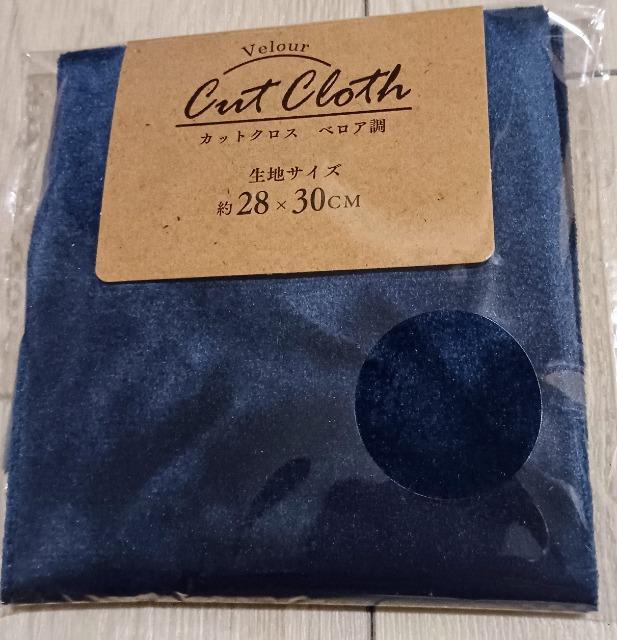 Velour
Cut Cloth
カットクロス ベロア調
生地サイズ
約28×30CM